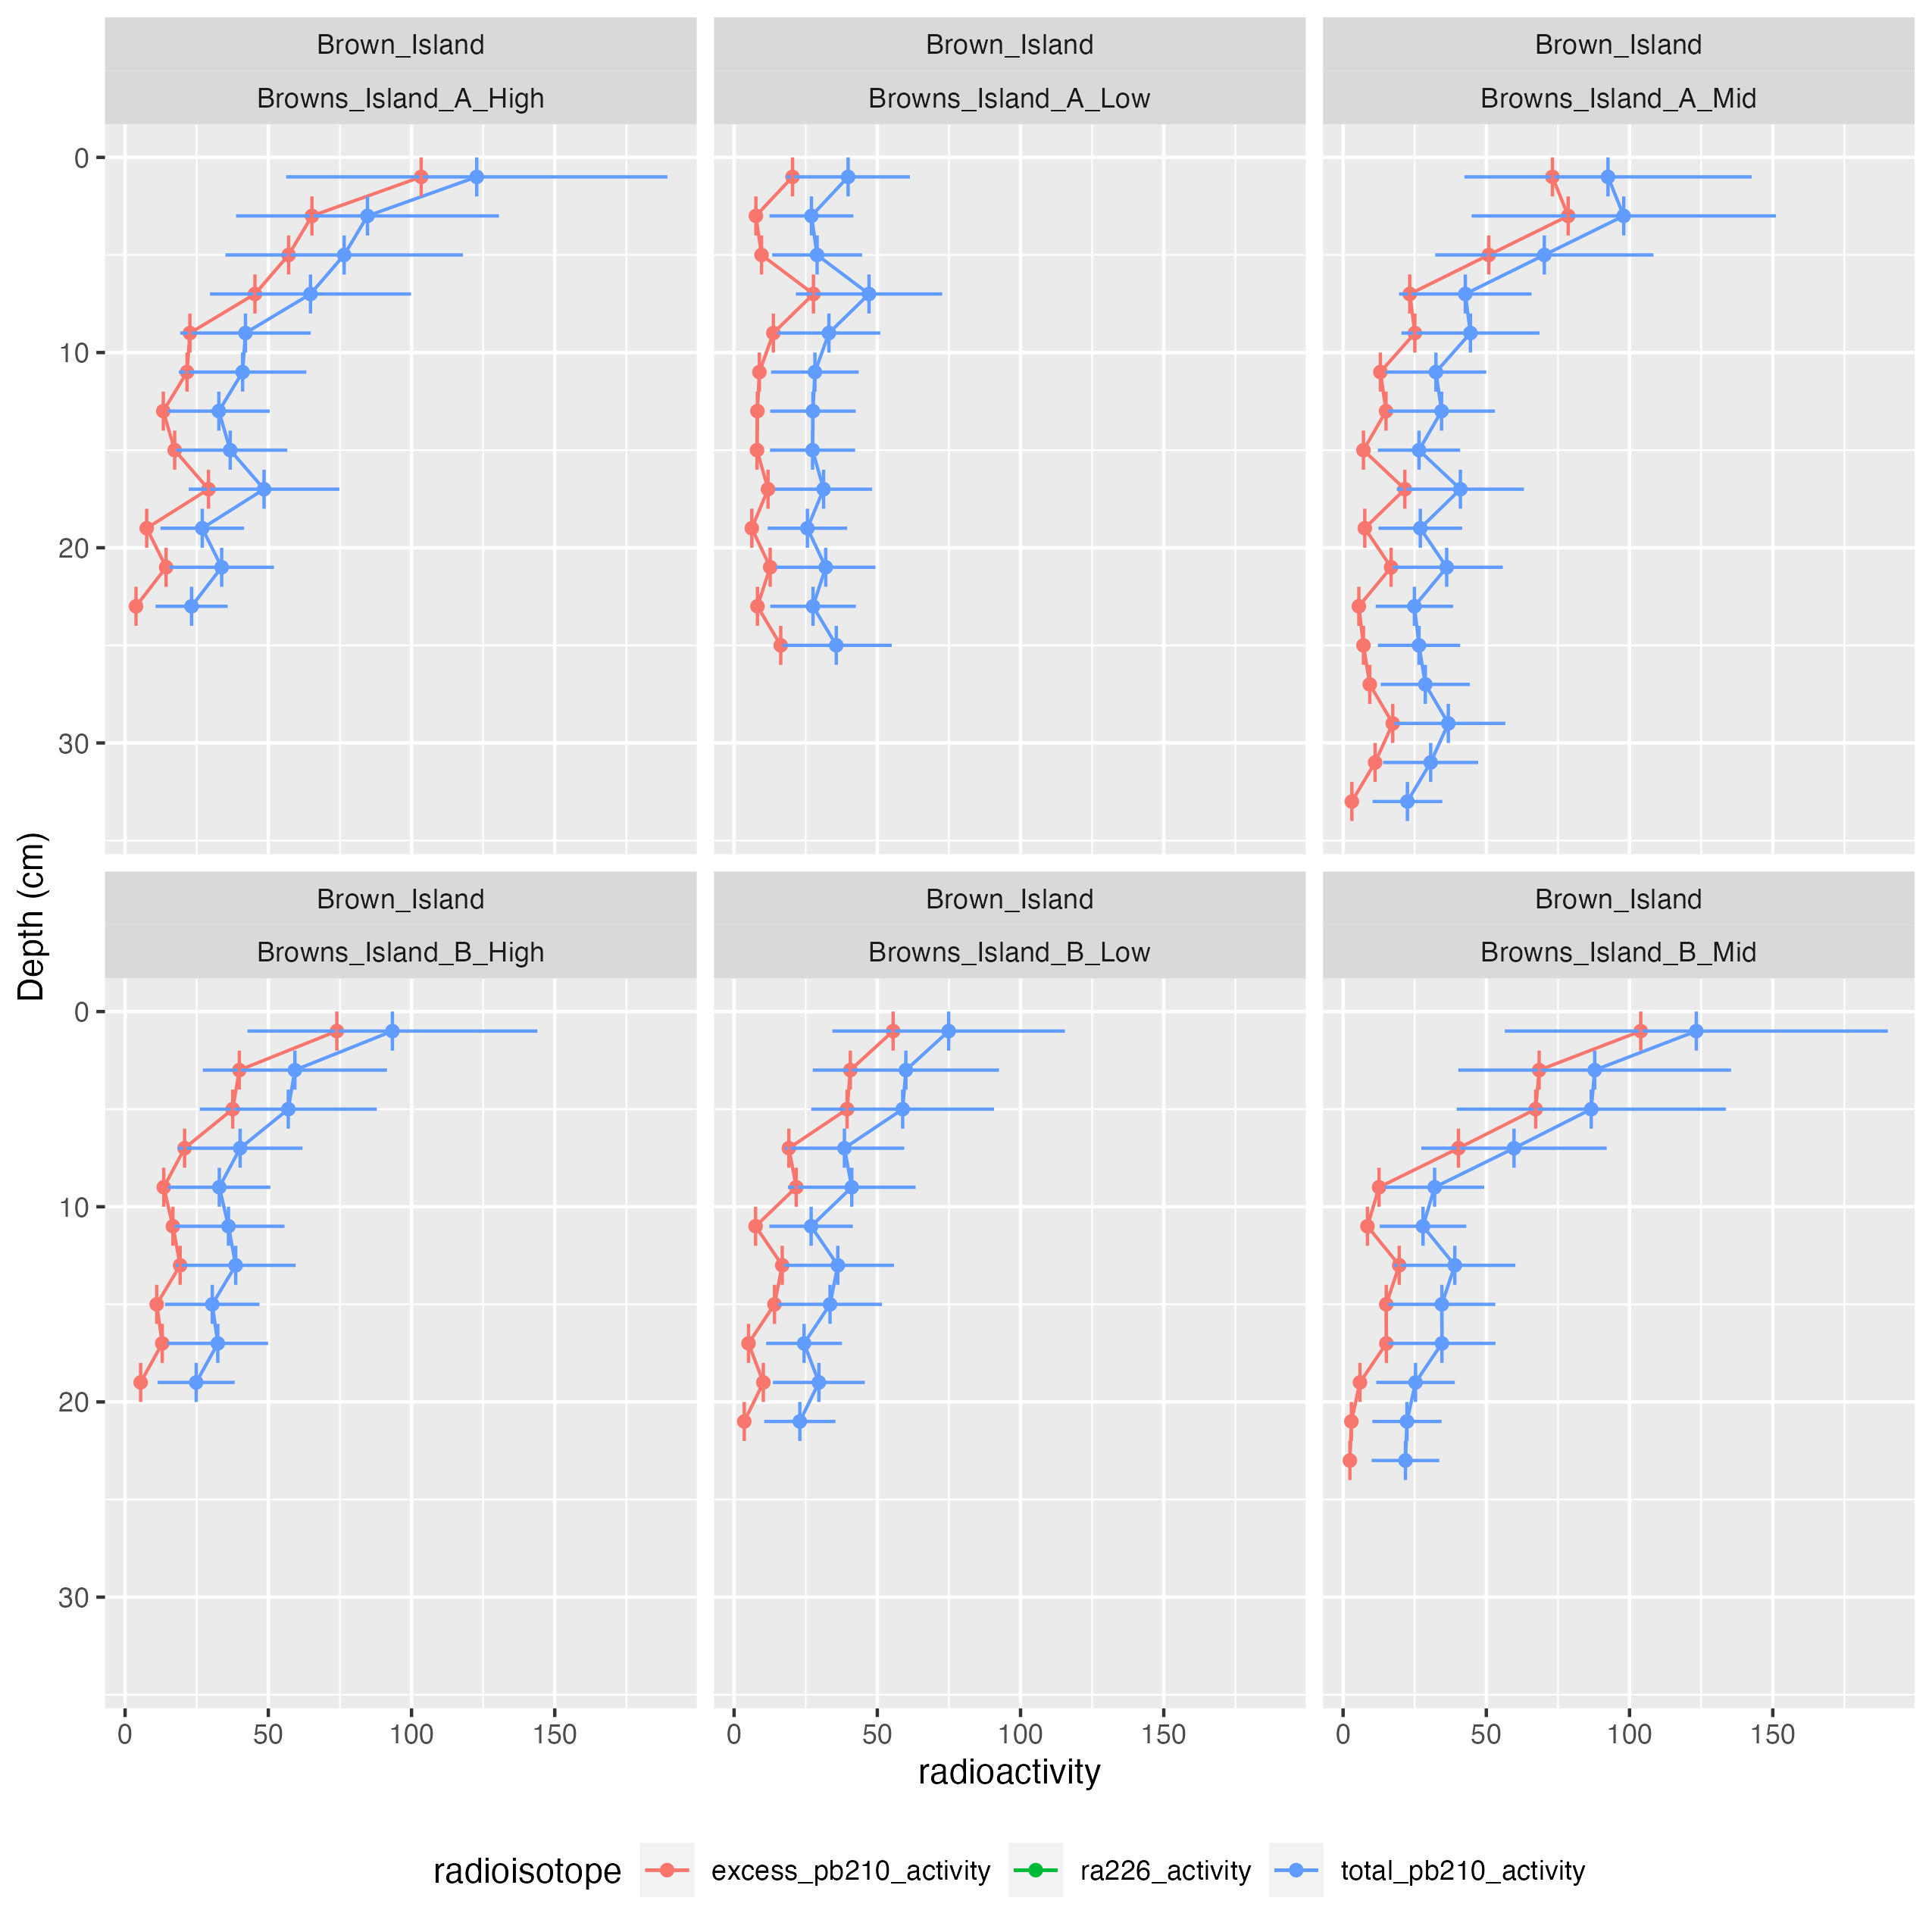 Brown_Island Brown_Island Brown_Island
Browns_Island_A_High Browns_Island_A_Low Browns_Island_A_Mid
0
10
20
30
Depth (cm)
Brown_Island Brown_Island Brown_Island
Browns_Island_B_High Browns_Island_B_Low Browns_Island_B_Mid
0
10
20
30
0 50 100 150 0 50 100 150 0 50 100 150
radioactivity
radioisotope excess_pb210_activity ra226_activity total_pb210_activity